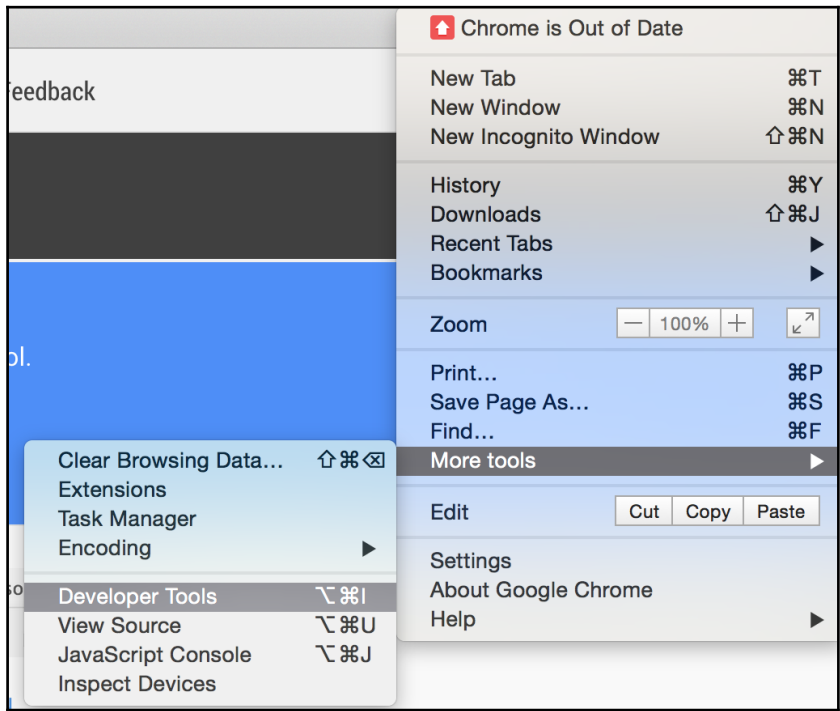 Chrome is Out of Date
Feedback
New Tab ⌘T
New Window ⌘N
New Incognito Window ⇧⌘N
History ⌘Y
Downloads ⇧⌘J
Recent Tabs ▶
Bookmarks ▶
Zoom − 100% +
ol.
Print... ⌘P
Save Page As... ⌘S
Find... ⌘F
More tools ▶
Edit Cut Copy Paste
Settings
About Google Chrome
Help ▶
Clear Browsing Data... ⇧⌘⌫
Extensions
Task Manager
Encoding ▶
so
Developer Tools ⌥⌘I
View Source ⌥⌘U
JavaScript Console ⌥⌘J
Inspect Devices